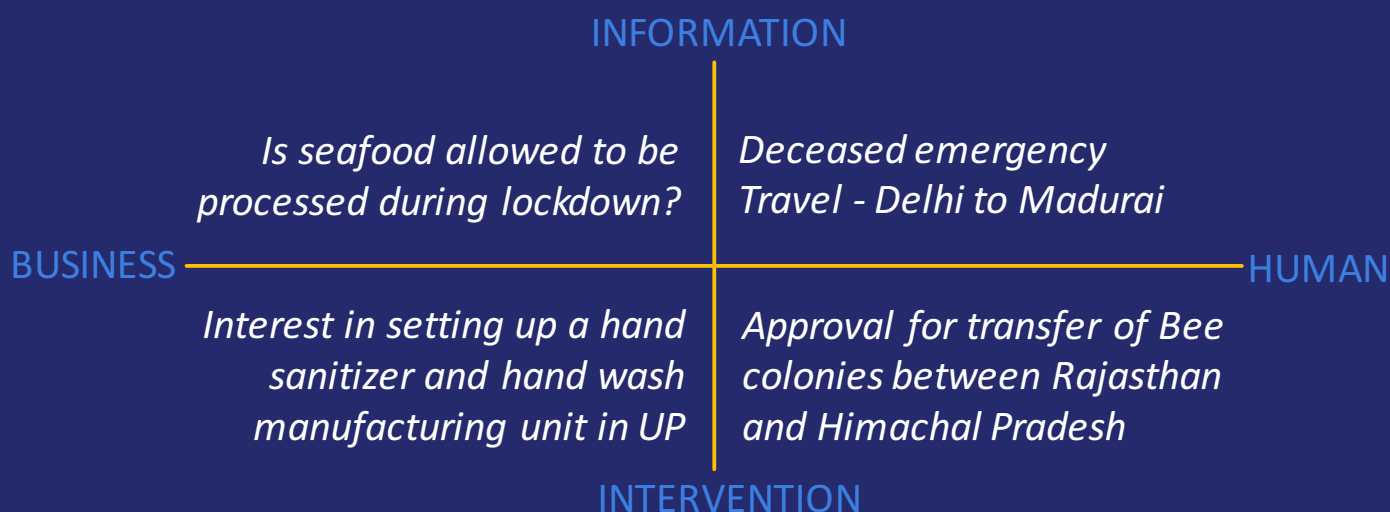 INFORMATION
Is seafood allowed to be
processed during lockdown?
Deceased emergency
Travel - Delhi to Madurai
BUSINESS
HUMAN
Interest in setting up a hand
sanitizer and hand wash
manufacturing unit in UP
Approval for transfer of Bee
colonies between Rajasthan
and Himachal Pradesh
INTERVENTION